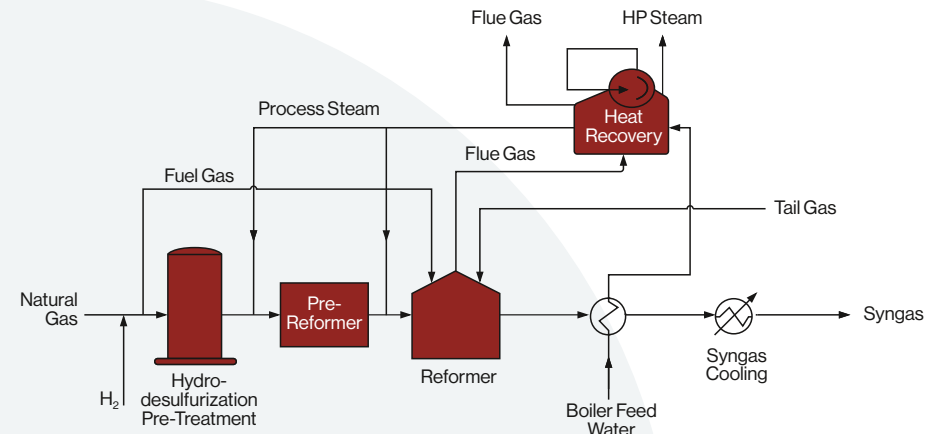 Flue Gas
HP Steam
Process Steam
Heat
Recovery
Flue Gas
Fuel Gas
Tail Gas
Natural
Gas
Pre-
Reformer
Syngas
H₂
Hydro-
desulfurization
Pre-Treatment
Reformer
Syngas
Cooling
Boiler Feed
Water